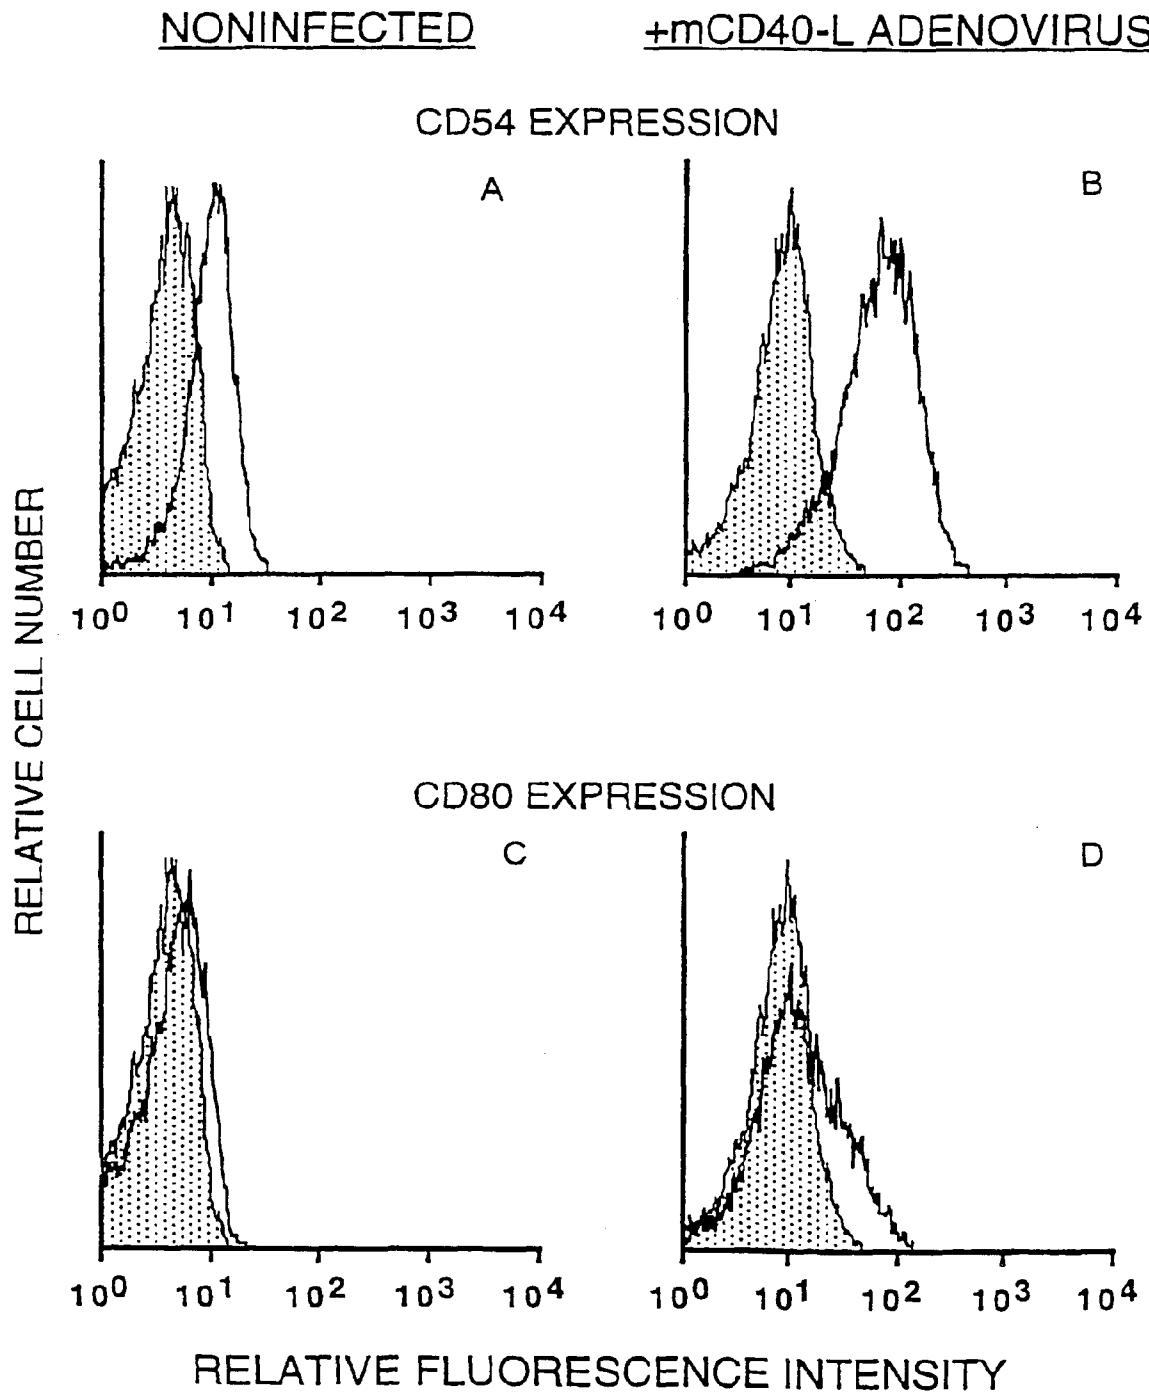 NONINFECTED +mCD40-L ADENOVIRUS
CD54 EXPRESSION
A B
10⁰ 10¹ 10² 10³ 10⁴ 10⁰ 10¹ 10² 10³ 10⁴
RELATIVE CELL NUMBER
CD80 EXPRESSION
C D
10⁰ 10¹ 10² 10³ 10⁴ 10⁰ 10¹ 10² 10³ 10⁴
RELATIVE FLUORESCENCE INTENSITY